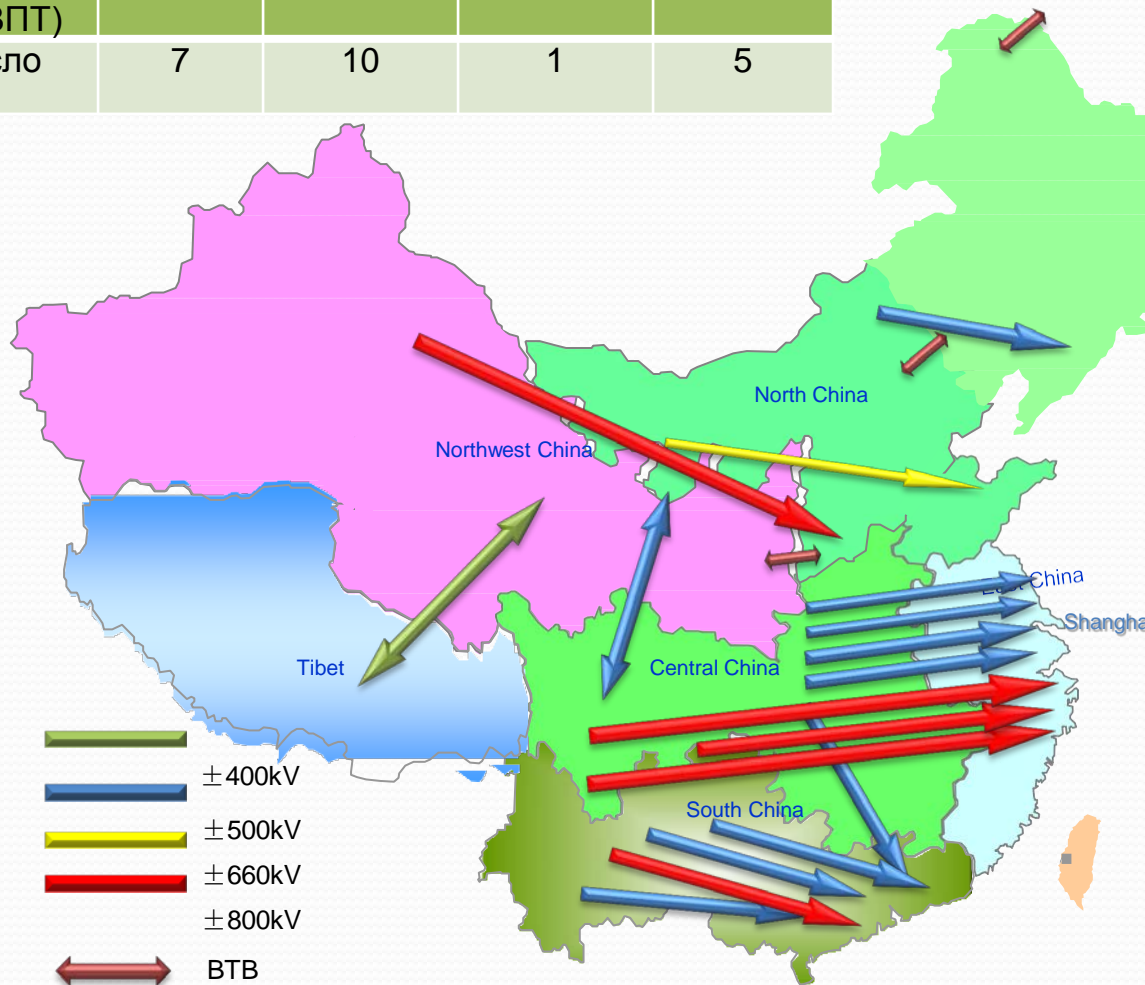 ВПТ)
сло 7 10 1 5
North China
Northwest China
East China
Shangha
Tibet
Central China
±400kV
South China
±500kV
±660kV
±800kV
BTB